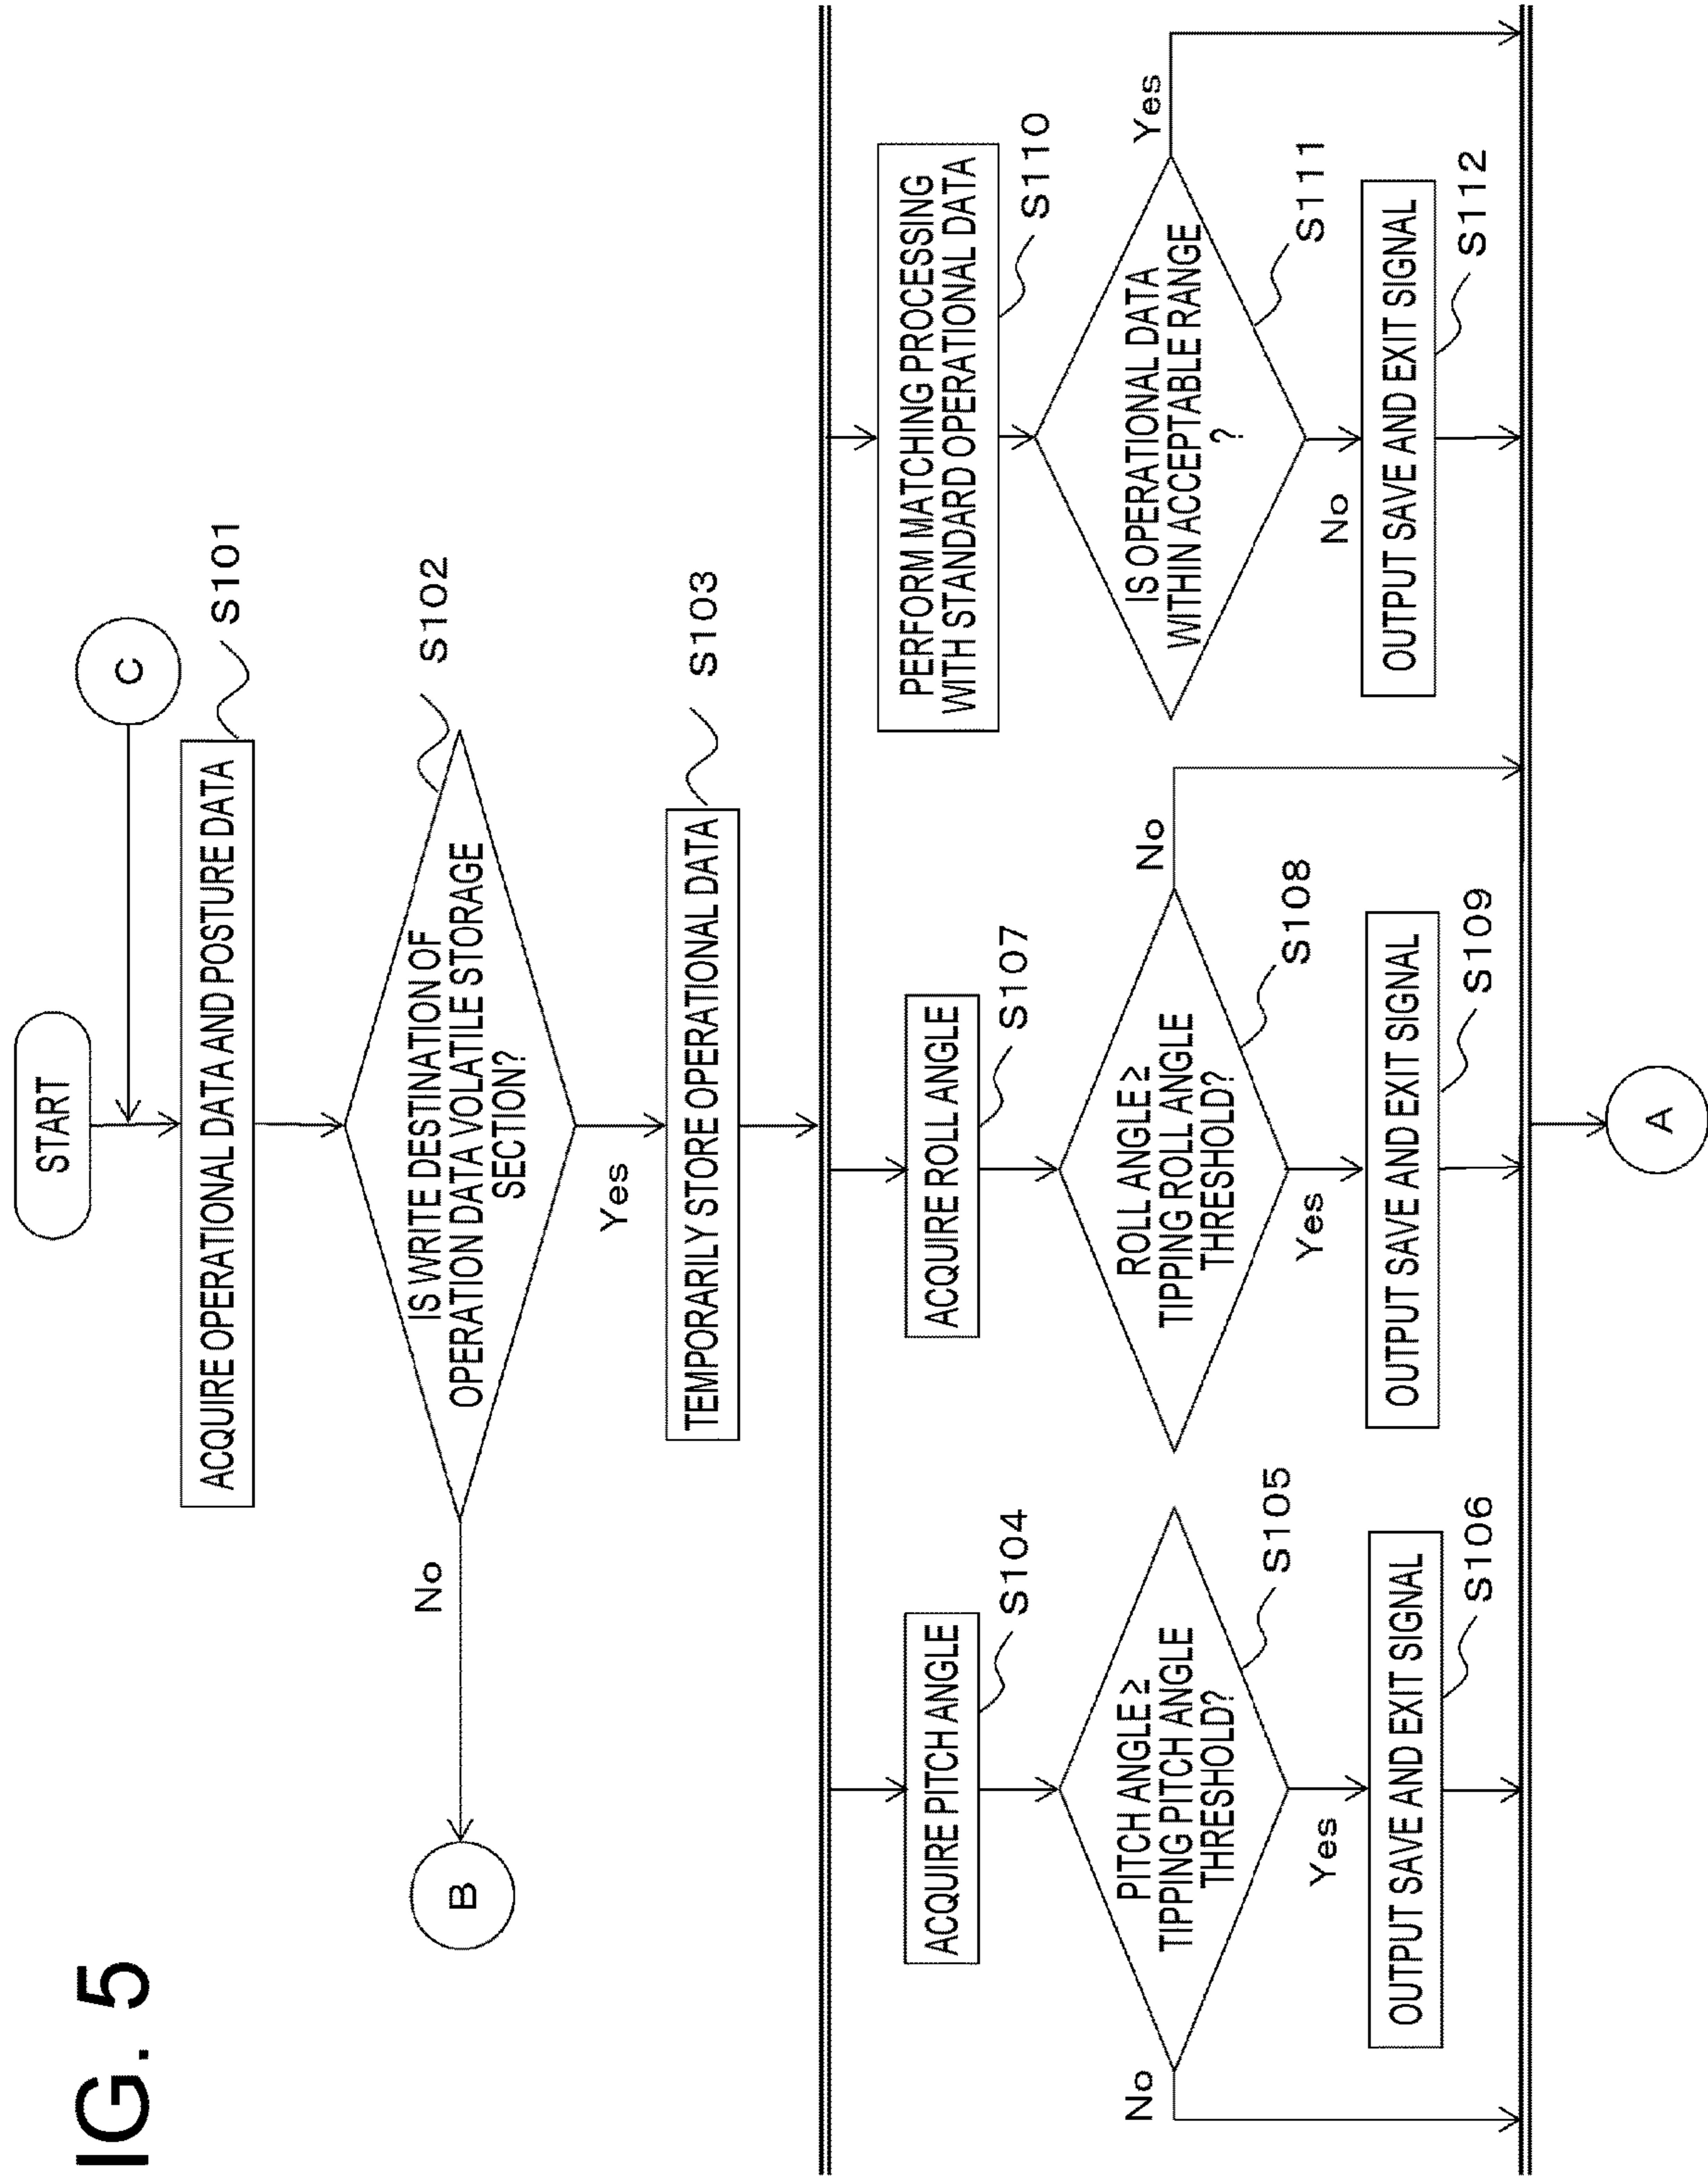 IG. 5
START
C
ACQUIRE OPERATIONAL DATA AND POSTURE DATA
S101
IS WRITE DESTINATION OF
OPERATION DATA VOLATILE STORAGE
SECTION?
S102
No
B
Yes
TEMPORARILY STORE OPERATIONAL DATA
S103
ACQUIRE PITCH ANGLE
S104
PITCH ANGLE ≥
TIPPING PITCH ANGLE
THRESHOLD?
S105
No
Yes
OUTPUT SAVE AND EXIT SIGNAL
S106
ACQUIRE ROLL ANGLE
S107
ROLL ANGLE ≥
TIPPING ROLL ANGLE
THRESHOLD?
S108
No
Yes
OUTPUT SAVE AND EXIT SIGNAL
S109
PERFORM MATCHING PROCESSING
WITH STANDARD OPERATIONAL DATA
S110
IS OPERATIONAL DATA
WITHIN ACCEPTABLE RANGE
?
S111
Yes
No
OUTPUT SAVE AND EXIT SIGNAL
S112
A